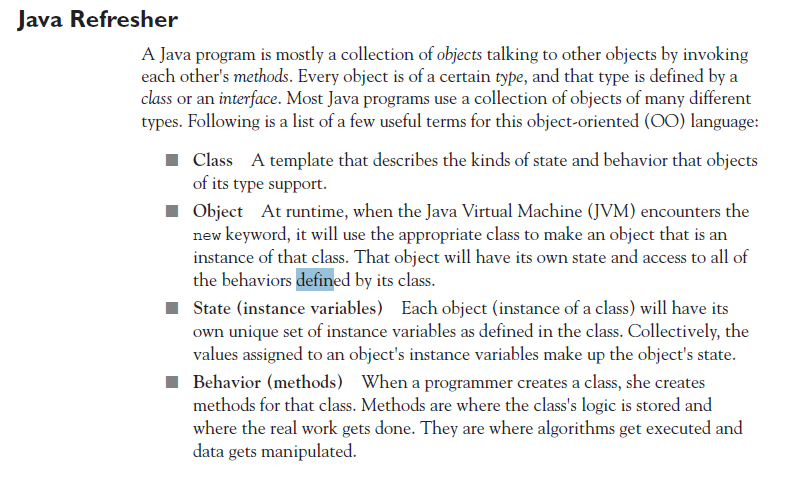 Java Refresher
A Java program is mostly a collection of objects talking to other objects by invoking
each other's methods. Every object is of a certain type, and that type is defined by a
class or an interface. Most Java programs use a collection of objects of many different
types. Following is a list of a few useful terms for this object-oriented (OO) language:
■ Class A template that describes the kinds of state and behavior that objects
of its type support.
■ Object At runtime, when the Java Virtual Machine (JVM) encounters the
new keyword, it will use the appropriate class to make an object that is an
instance of that class. That object will have its own state and access to all of
the behaviors defined by its class.
■ State (instance variables) Each object (instance of a class) will have its
own unique set of instance variables as defined in the class. Collectively, the
values assigned to an object's instance variables make up the object's state.
■ Behavior (methods) When a programmer creates a class, she creates
methods for that class. Methods are where the class's logic is stored and
where the real work gets done. They are where algorithms get executed and
data gets manipulated.